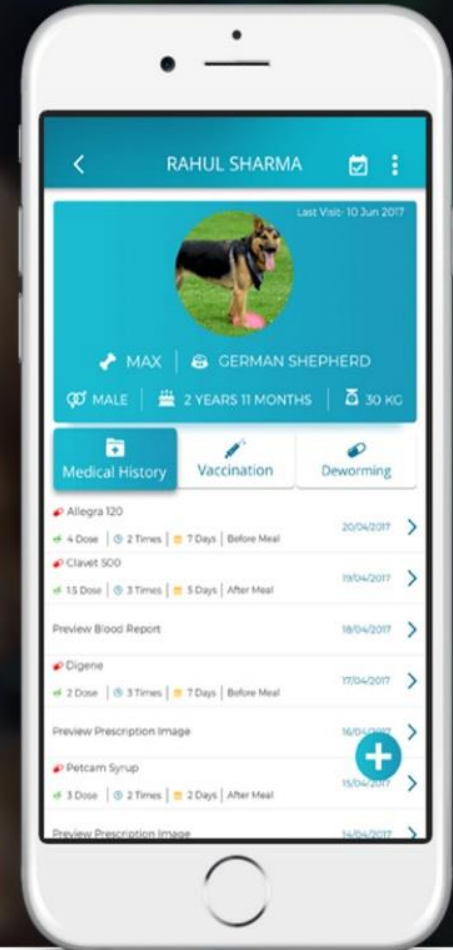 RAHUL SHARMA
Last Visit- 10 Jun 2017
MAX | GERMAN SHEPHERD
MALE | 2 YEARS 11 MONTHS | 30 KG
Medical History Vaccination Deworming
Allegra 120
4 Dose | 2 Times | 7 Days | Before Meal 20/04/2017
Clavet 500
1.5 Dose | 3 Times | 5 Days | After Meal 19/04/2017
Preview Blood Report 18/04/2017
Digene
2 Dose | 3 Times | 7 Days | Before Meal 17/04/2017
Preview Prescription Image 16/04/2017
Petcam Syrup
3 Dose | 2 Times | 2 Days | After Meal 15/04/2017
Preview Prescription Image 14/04/2017